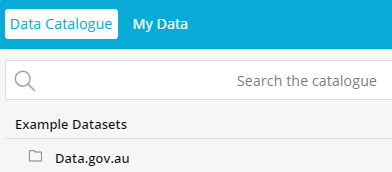 Data Catalogue My Data
Search the catalogue
Example Datasets
Data.gov.au